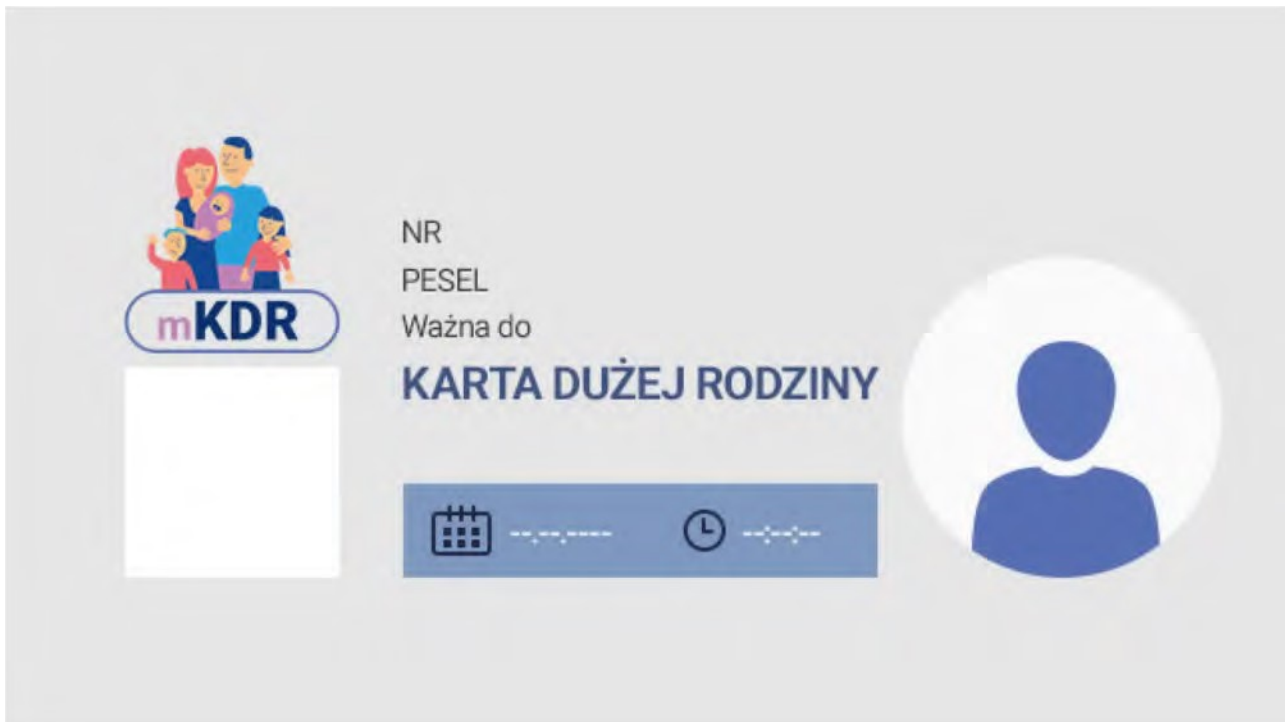 mKDR
NR
PESEL
Ważna do
KARTA DUŻEJ RODZINY
--.--.---- --:--:--